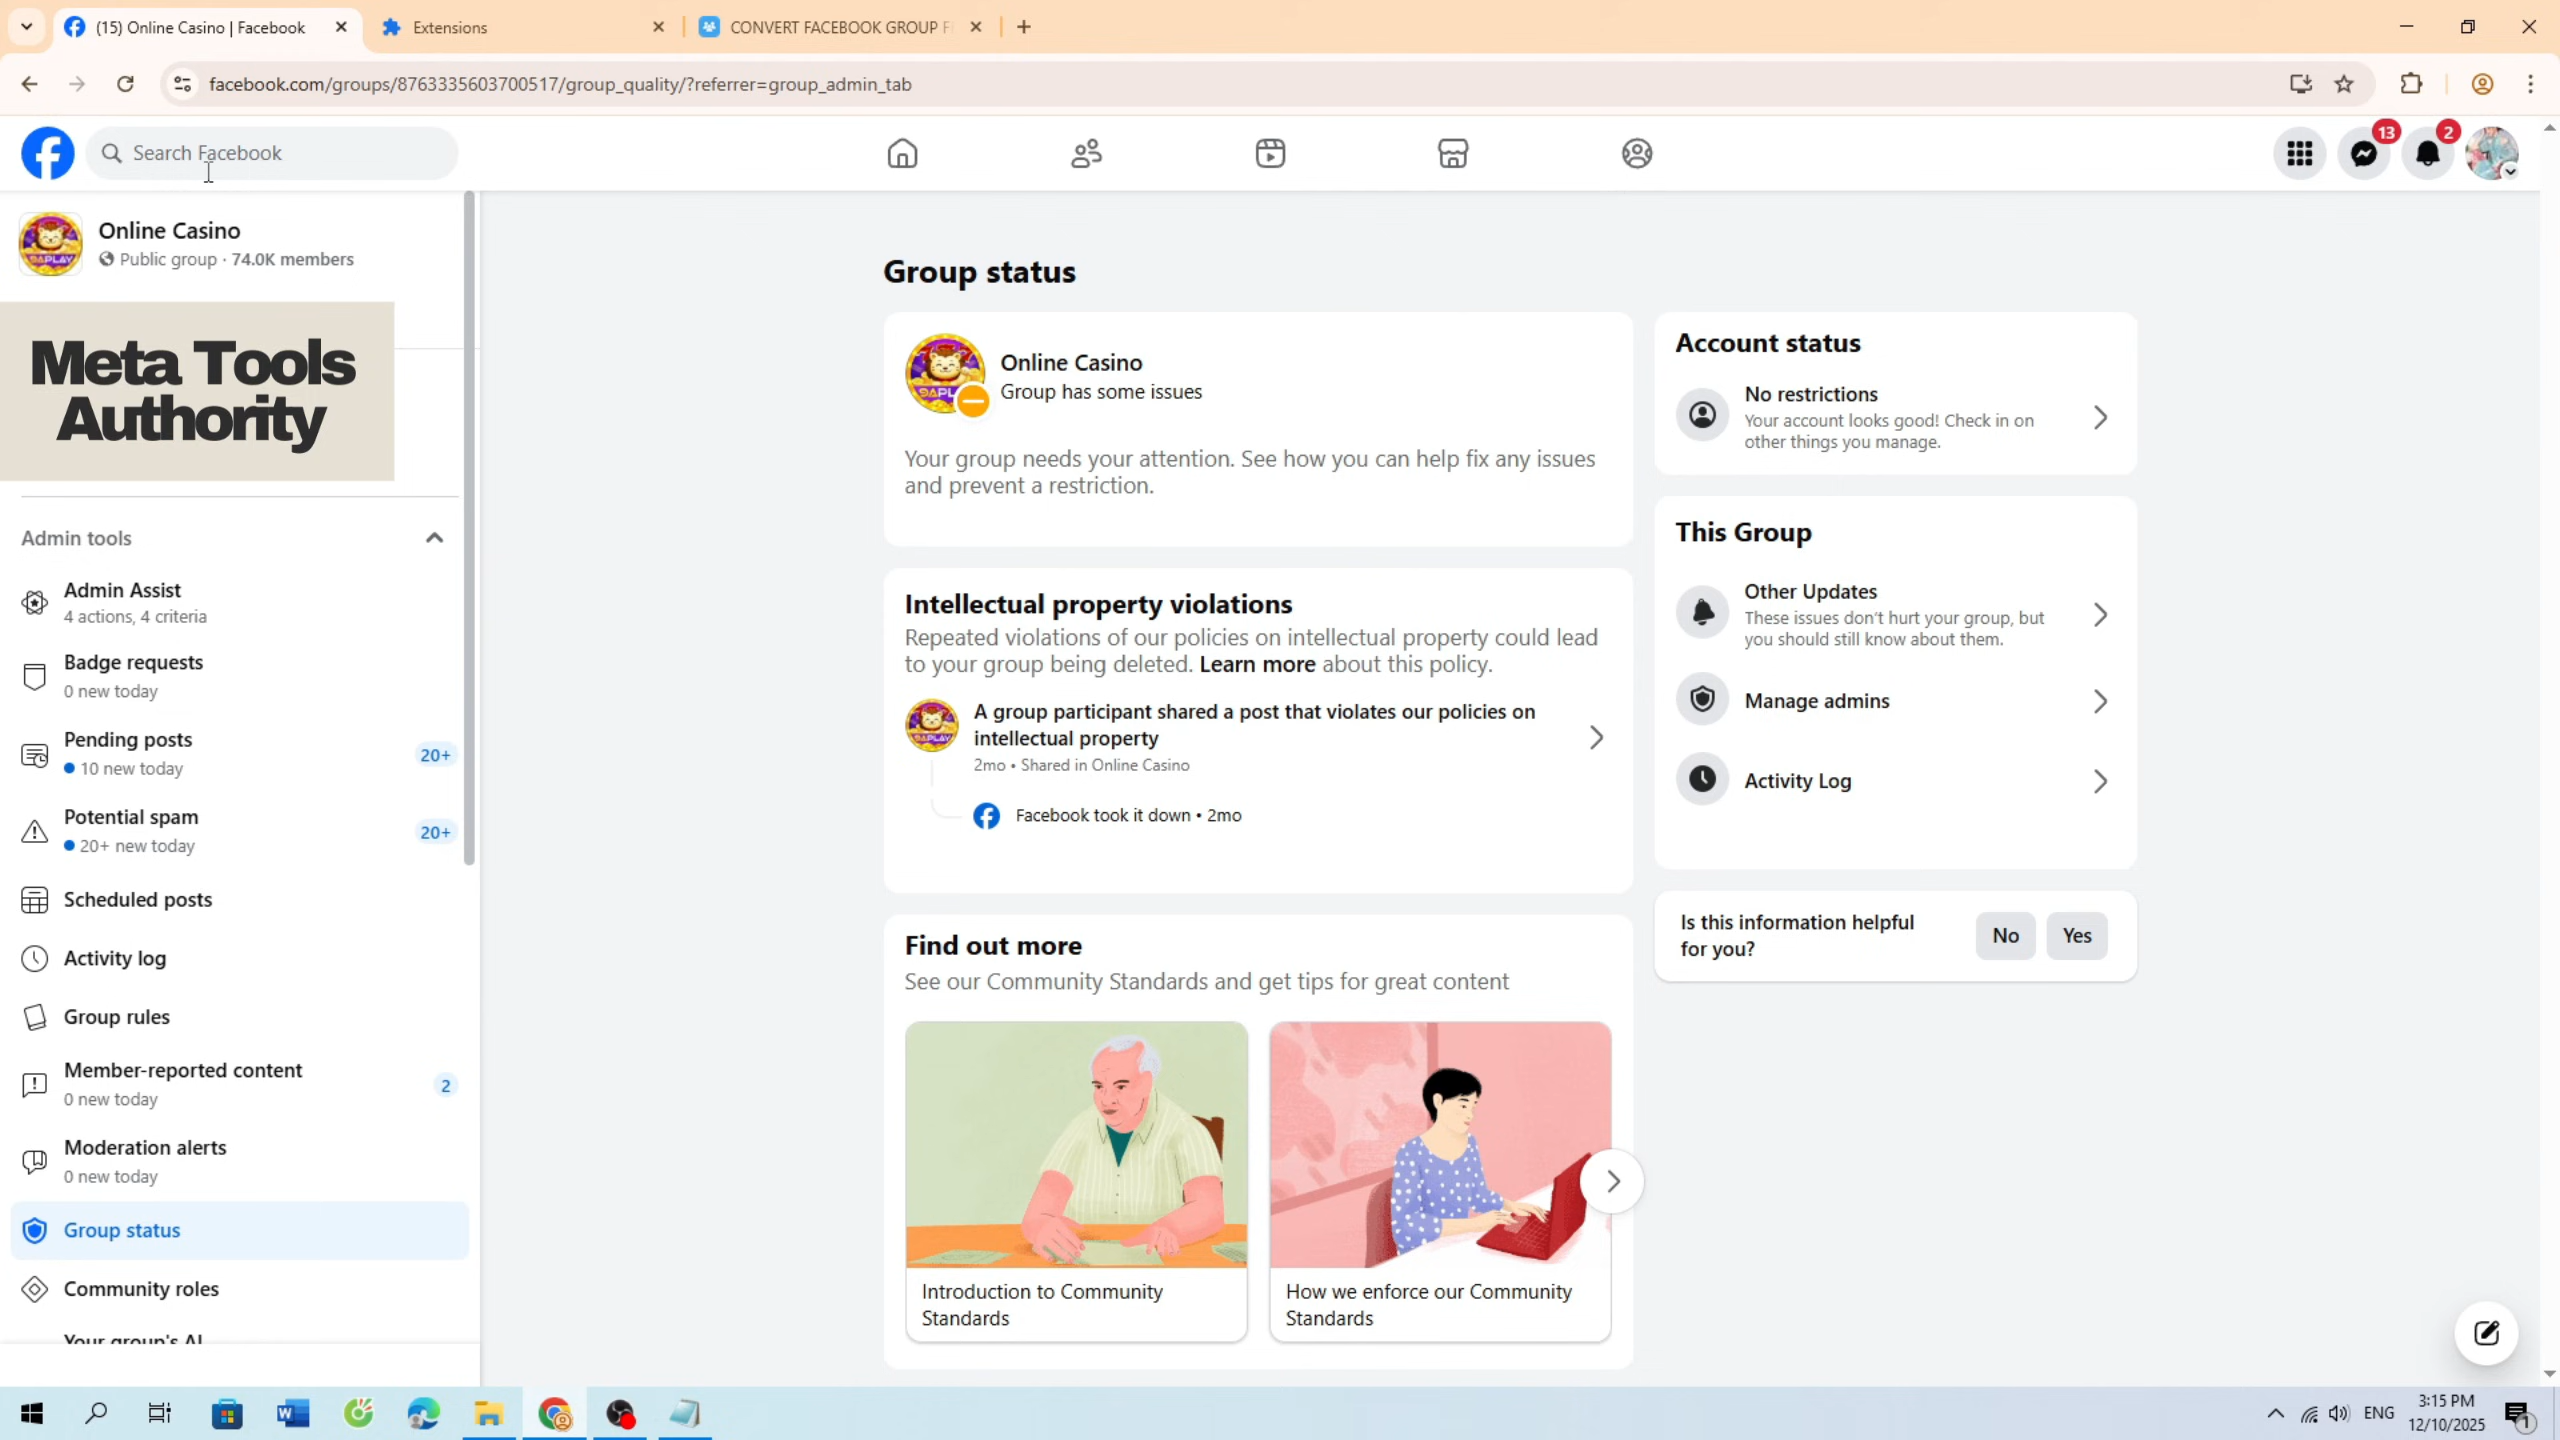 (15) Online Casino | Facebook
Extensions
CONVERT FACEBOOK GROUP F
facebook.com/groups/8763335603700517/group_quality/?referrer=group_admin_tab
Search Facebook
13
2
Online Casino
Public group · 74.0K members
Meta Tools
Authority
Admin tools
Admin Assist
4 actions, 4 criteria
Badge requests
0 new today
Pending posts
10 new today
20+
Potential spam
20+ new today
20+
Scheduled posts
Activity log
Group rules
Member-reported content
0 new today
2
Moderation alerts
0 new today
Group status
Community roles
Your group's AI
Group status
Online Casino
Group has some issues
Your group needs your attention. See how you can help fix any issues
and prevent a restriction.
Intellectual property violations
Repeated violations of our policies on intellectual property could lead
to your group being deleted. Learn more about this policy.
A group participant shared a post that violates our policies on
intellectual property
2mo • Shared in Online Casino
Facebook took it down • 2mo
Find out more
See our Community Standards and get tips for great content
Introduction to Community
Standards
How we enforce our Community
Standards
Account status
No restrictions
Your account looks good! Check in on
other things you manage.
This Group
Other Updates
These issues don't hurt your group, but
you should still know about them.
Manage admins
Activity Log
Is this information helpful
for you?
No
Yes
ENG
3:15 PM
12/10/2025
1